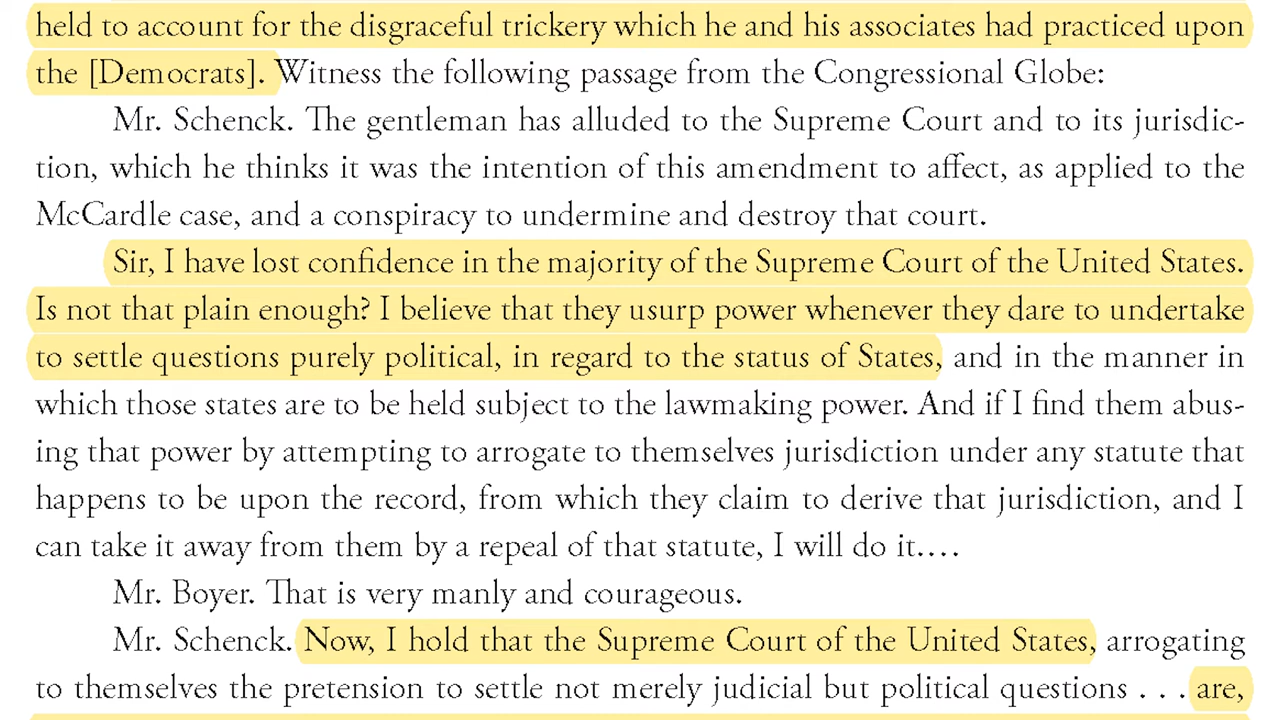 held to account for the disgraceful trickery which he and his associates had practiced upon
the [Democrats]. Witness the following passage from the Congressional Globe:
Mr. Schenck. The gentleman has alluded to the Supreme Court and to its jurisdic-
tion, which he thinks it was the intention of this amendment to affect, as applied to the
McCardle case, and a conspiracy to undermine and destroy that court.
Sir, I have lost confidence in the majority of the Supreme Court of the United States.
Is not that plain enough? I believe that they usurp power whenever they dare to undertake
to settle questions purely political, in regard to the status of States, and in the manner in
which those states are to be held subject to the lawmaking power. And if I find them abus-
ing that power by attempting to arrogate to themselves jurisdiction under any statute that
happens to be upon the record, from which they claim to derive that jurisdiction, and I
can take it away from them by a repeal of that statute, I will do it....
Mr. Boyer. That is very manly and courageous.
Mr. Schenck. Now, I hold that the Supreme Court of the United States, arrogating
to themselves the pretension to settle not merely judicial but political questions . . . are,